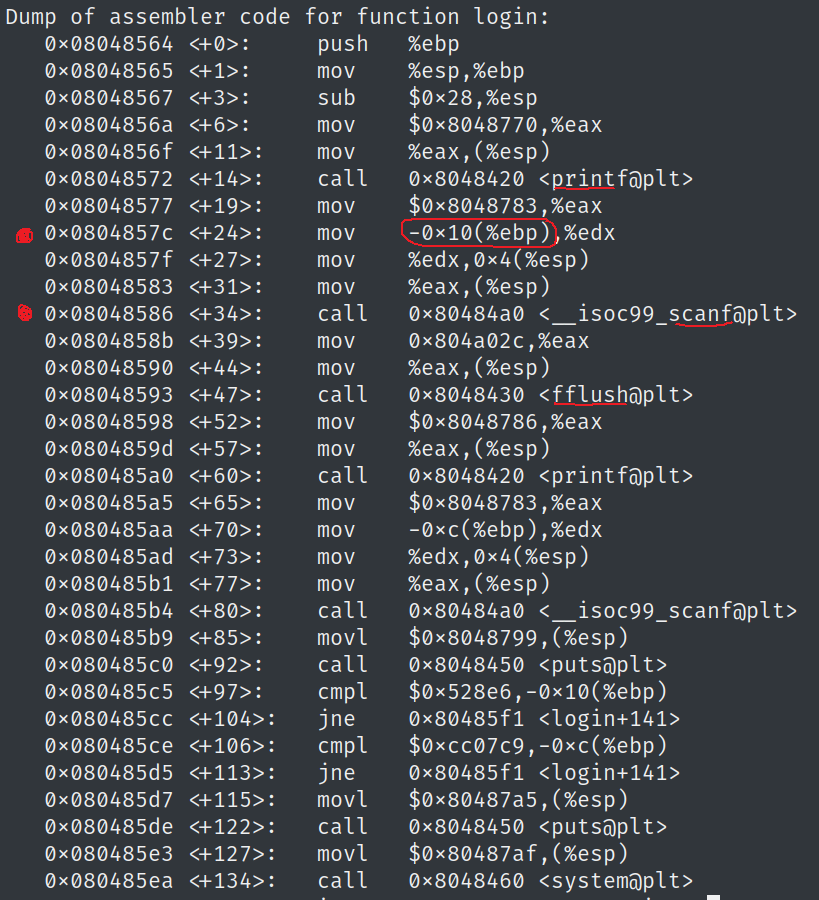 Dump of assembler code for function login:
0x08048564 <+0>: push %ebp
0x08048565 <+1>: mov %esp,%ebp
0x08048567 <+3>: sub $0x28,%esp
0x0804856a <+6>: mov $0x8048770,%eax
0x0804856f <+11>: mov %eax,(%esp)
0x08048572 <+14>: call 0x8048420 <printf@plt>
0x08048577 <+19>: mov $0x8048783,%eax
0x0804857c <+24>: mov -0x10(%ebp),%edx
0x0804857f <+27>: mov %edx,0x4(%esp)
0x08048583 <+31>: mov %eax,(%esp)
0x08048586 <+34>: call 0x80484a0 <__isoc99_scanf@plt>
0x0804858b <+39>: mov 0x804a02c,%eax
0x08048590 <+44>: mov %eax,(%esp)
0x08048593 <+47>: call 0x8048430 <fflush@plt>
0x08048598 <+52>: mov $0x8048786,%eax
0x0804859d <+57>: mov %eax,(%esp)
0x080485a0 <+60>: call 0x8048420 <printf@plt>
0x080485a5 <+65>: mov $0x8048783,%eax
0x080485aa <+70>: mov -0xc(%ebp),%edx
0x080485ad <+73>: mov %edx,0x4(%esp)
0x080485b1 <+77>: mov %eax,(%esp)
0x080485b4 <+80>: call 0x80484a0 <__isoc99_scanf@plt>
0x080485b9 <+85>: movl $0x8048799,(%esp)
0x080485c0 <+92>: call 0x8048450 <puts@plt>
0x080485c5 <+97>: cmpl $0x528e6,-0x10(%ebp)
0x080485cc <+104>: jne 0x80485f1 <login+141>
0x080485ce <+106>: cmpl $0xcc07c9,-0xc(%ebp)
0x080485d5 <+113>: jne 0x80485f1 <login+141>
0x080485d7 <+115>: movl $0x80487a5,(%esp)
0x080485de <+122>: call 0x8048450 <puts@plt>
0x080485e3 <+127>: movl $0x80487af,(%esp)
0x080485ea <+134>: call 0x8048460 <system@plt>